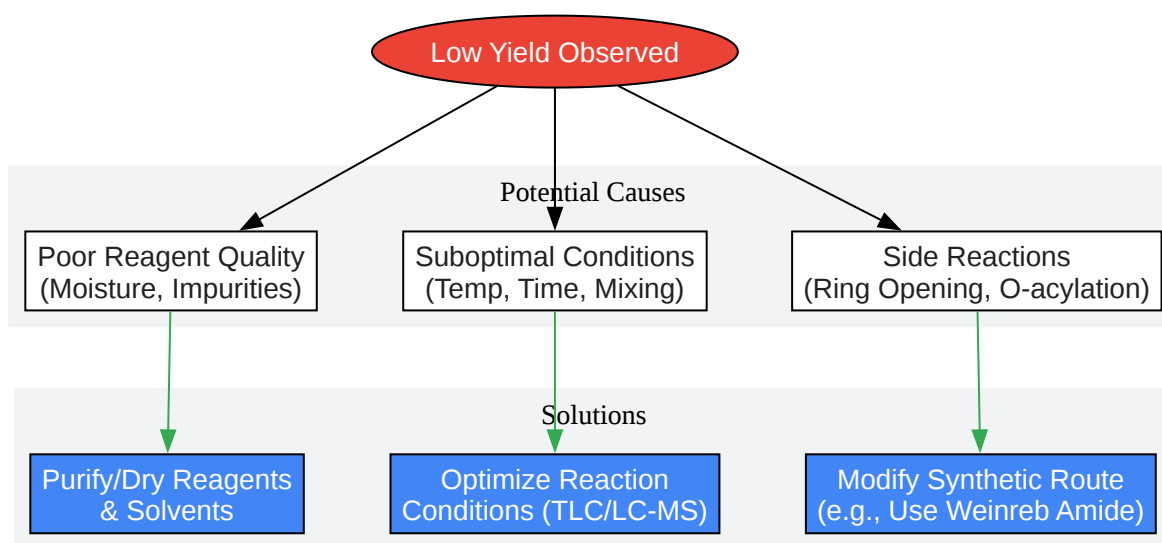 Low Yield Observed
Potential Causes
Poor Reagent Quality
(Moisture, Impurities)
Suboptimal Conditions
(Temp, Time, Mixing)
Side Reactions
(Ring Opening, O-acylation)
Solutions
Purify/Dry Reagents
& Solvents
Optimize Reaction
Conditions (TLC/LC-MS)
Modify Synthetic Route
(e.g., Use Weinreb Amide)